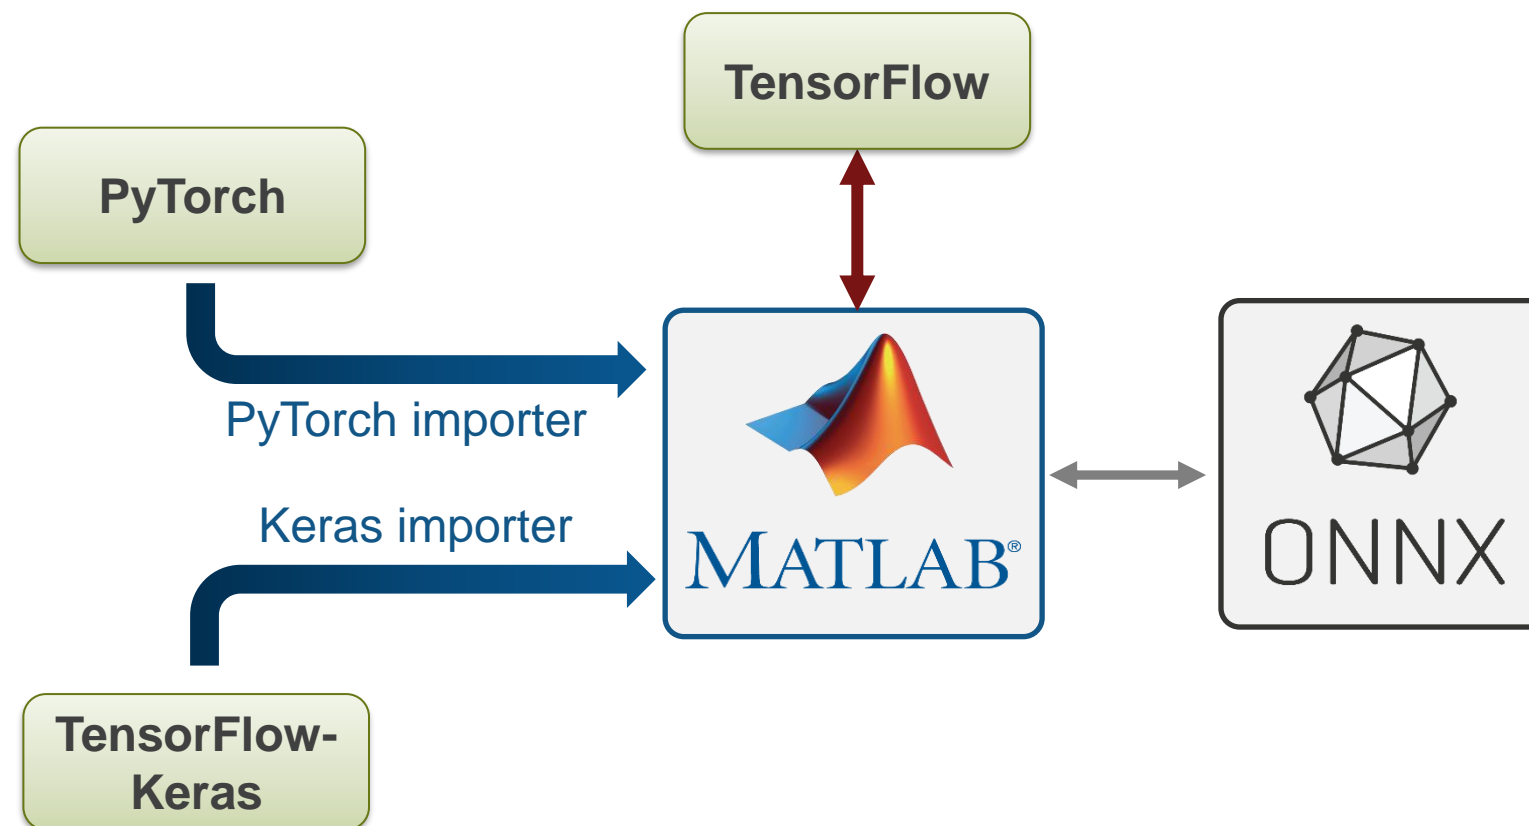 TensorFlow
PyTorch
PyTorch importer
Keras importer
MATLAB®
ONNX
TensorFlow-
Keras